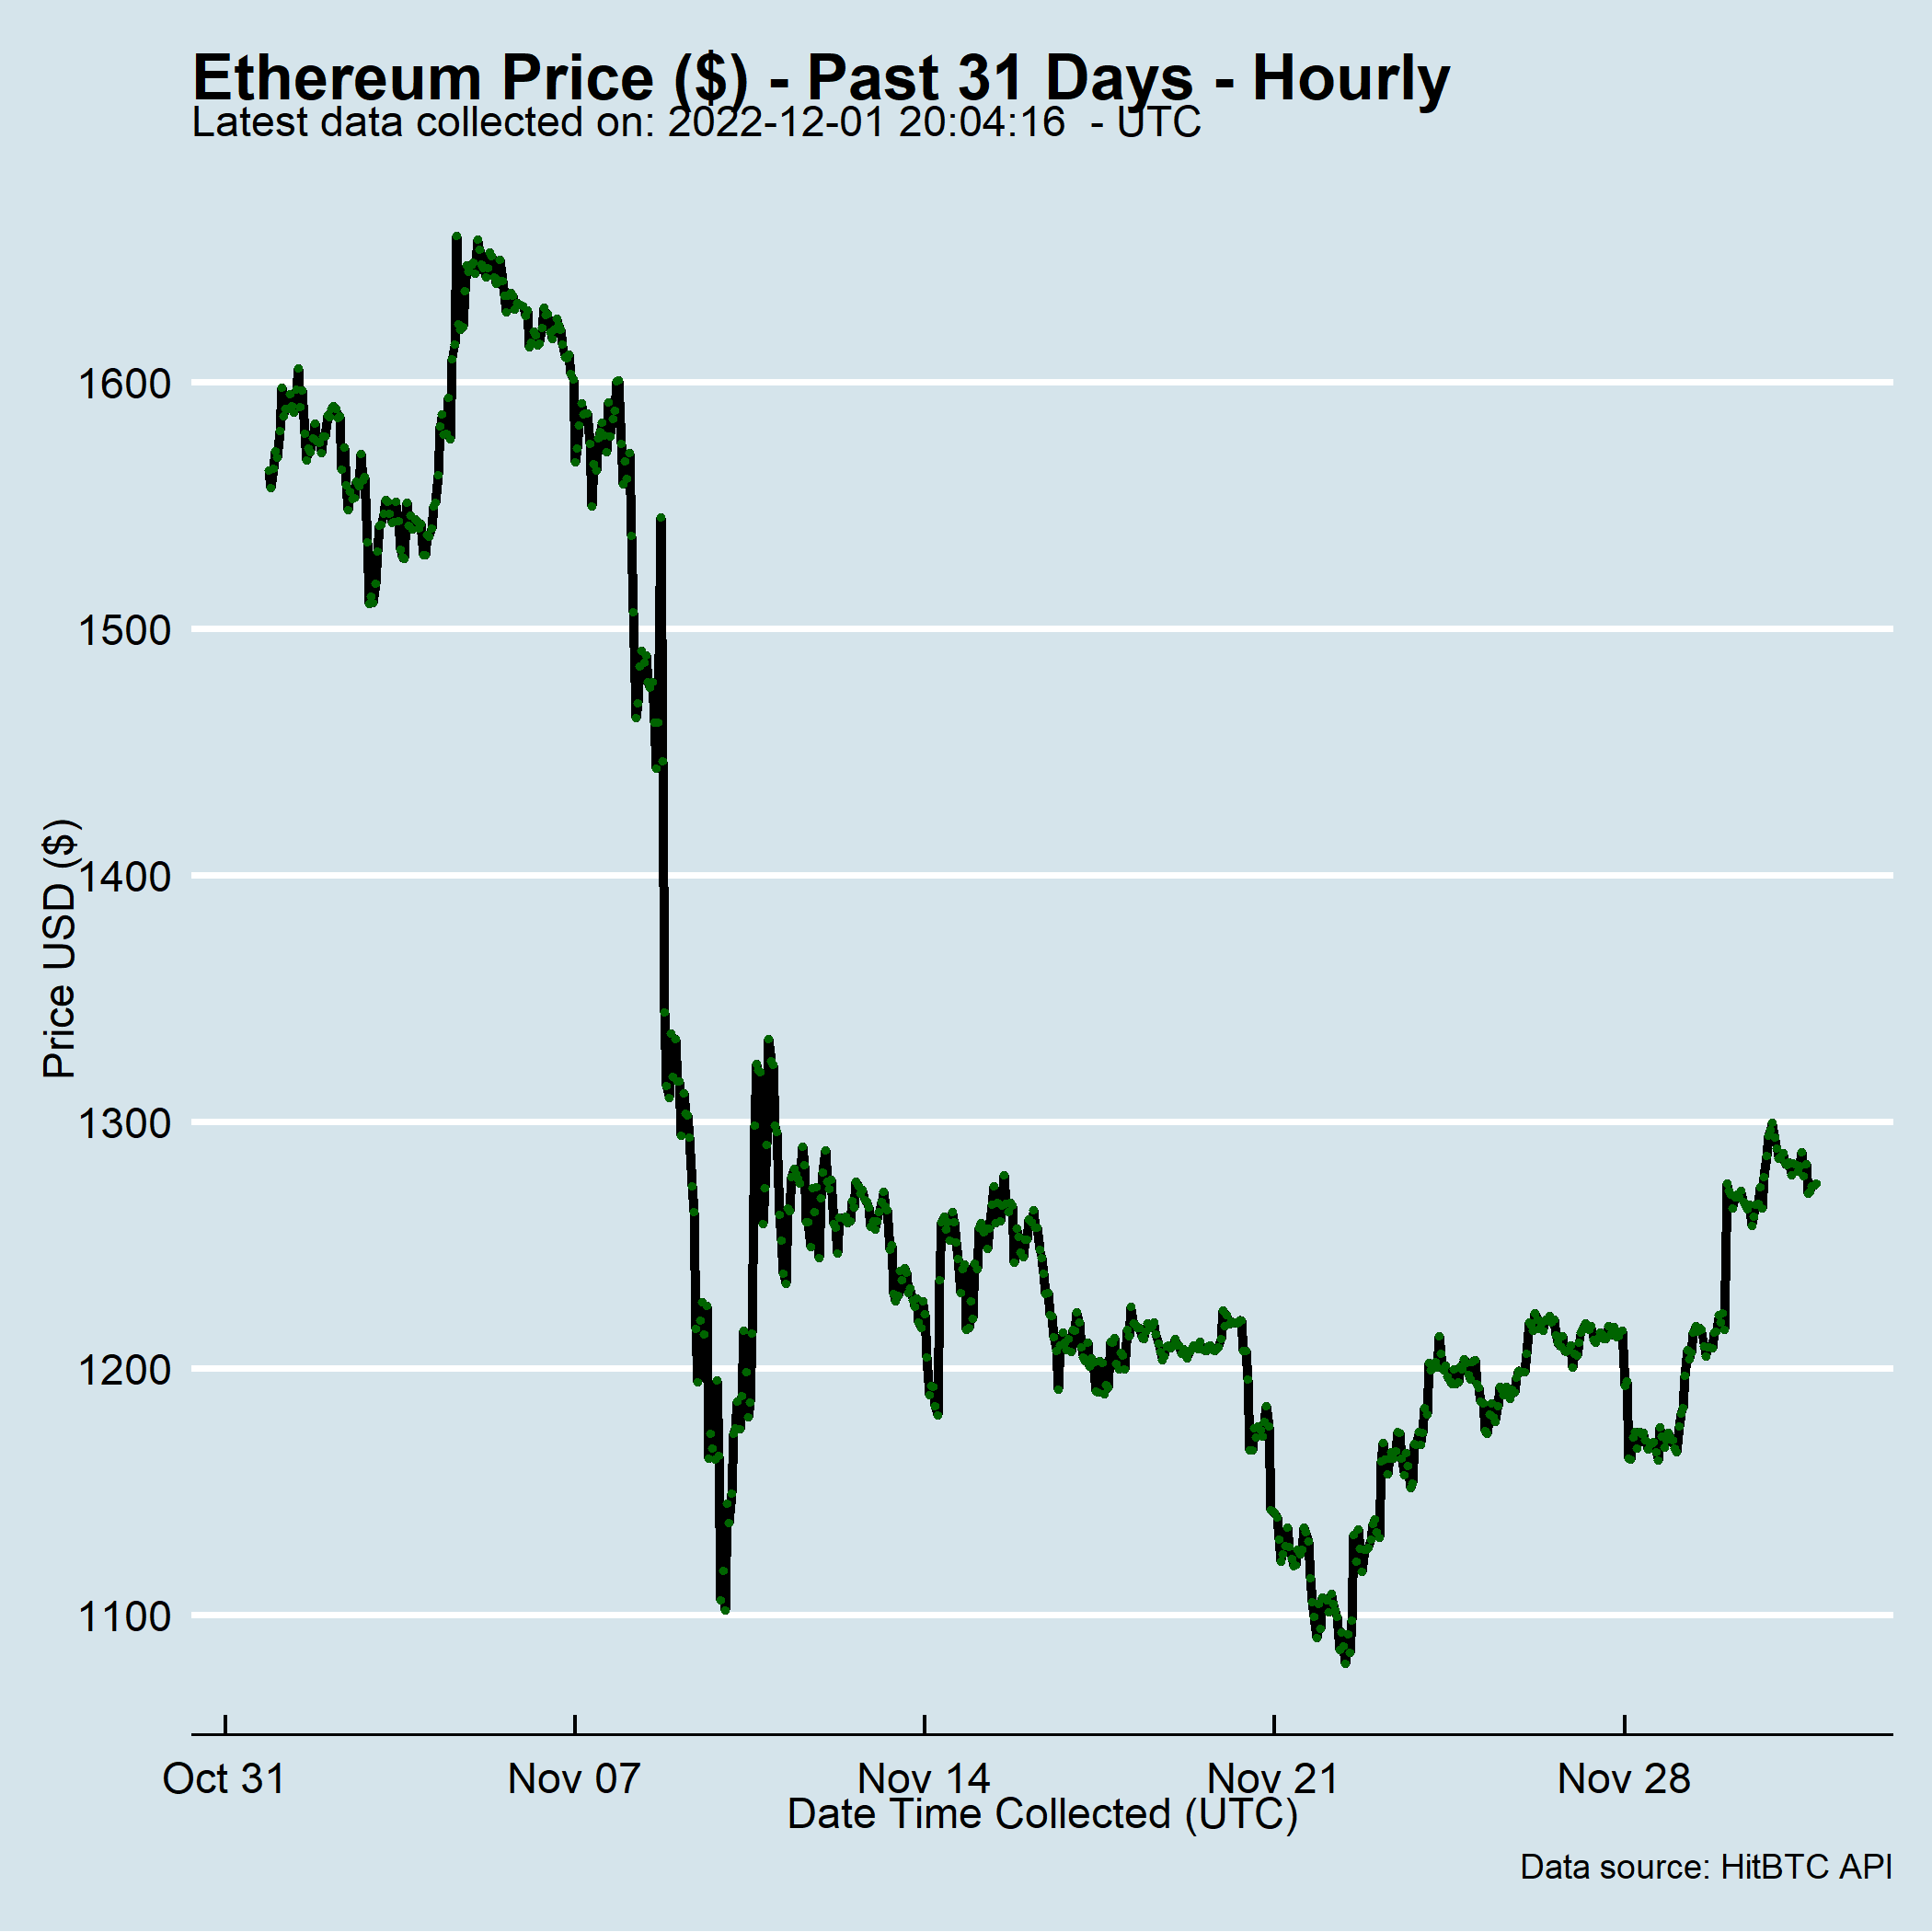 Ethereum Price ($) - Past 31 Days - Hourly
Latest data collected on: 2022-12-01 20:04:16  - UTC
Price USD ($)
1600
1500
1400
1300
1200
1100
Oct 31
Nov 07
Nov 14
Nov 21
Nov 28
Date Time Collected (UTC)
Data source: HitBTC API